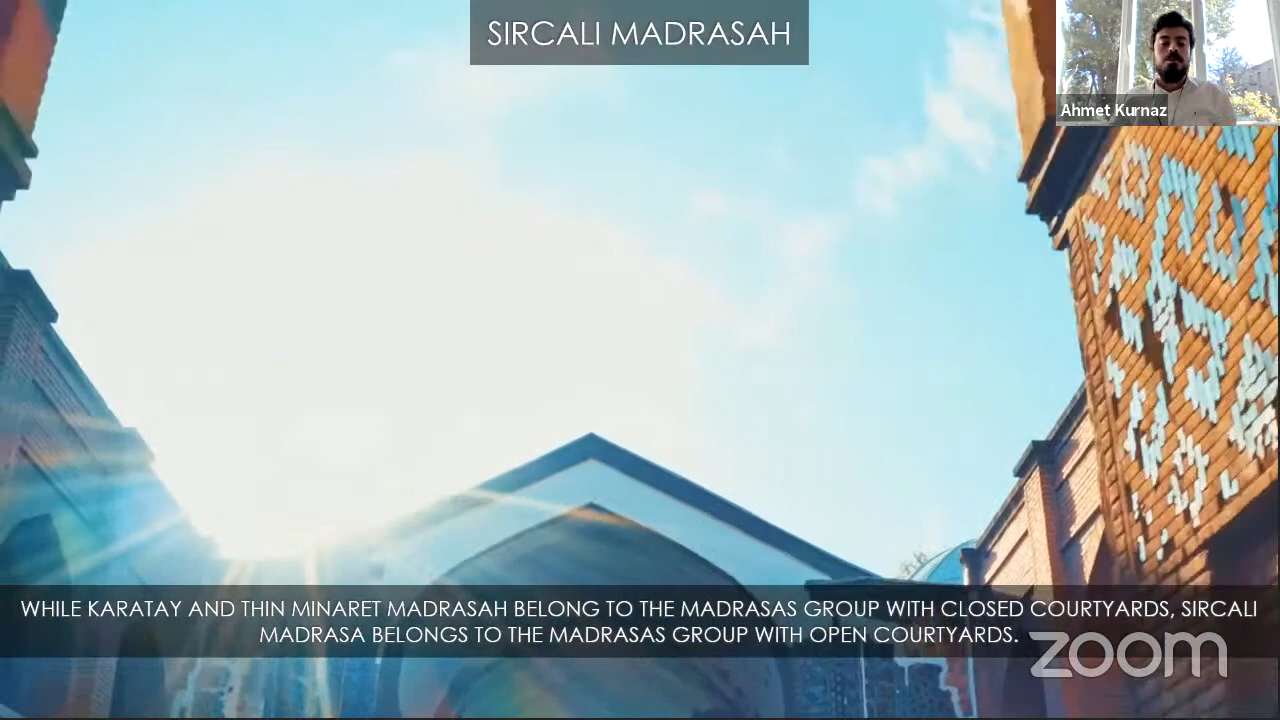 SIRCALI MADRASAH
Ahmet Kurnaz
WHILE KARATAY AND THIN MINARET MADRASAH BELONG TO THE MADRASAS GROUP WITH CLOSED COURTYARDS, SIRCALI
MADRASA BELONGS TO THE MADRASAS GROUP WITH OPEN COURTYARDS.
zoom